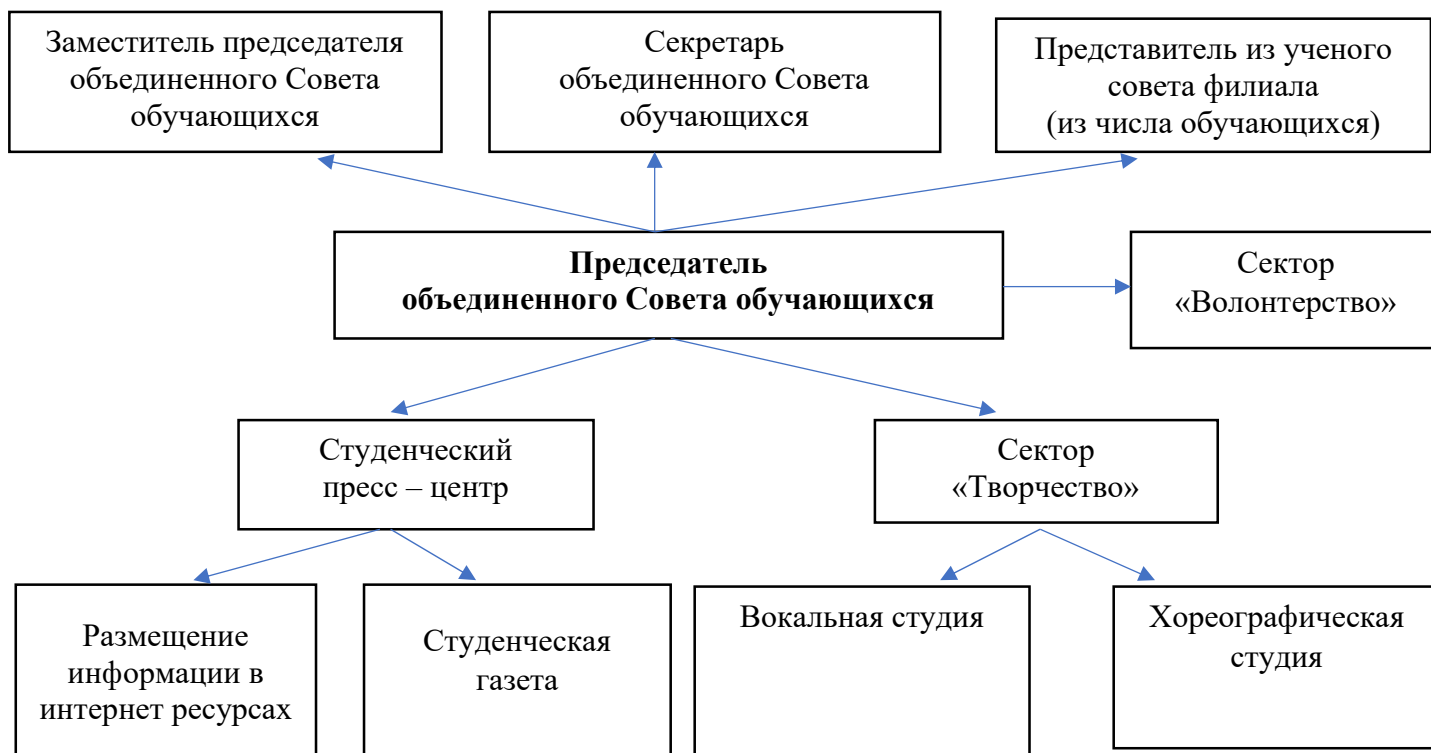 Заместитель председателя
объединенного Совета
обучающихся
Секретарь
объединенного Совета
обучающихся
Представитель из ученого
совета филиала
(из числа обучающихся)
Председатель
объединенного Совета обучающихся
Сектор
«Волонтерство»
Студенческий
пресс – центр
Сектор
«Творчество»
Размещение
информации в
интернет ресурсах
Студенческая
газета
Вокальная студия
Хореографическая
студия